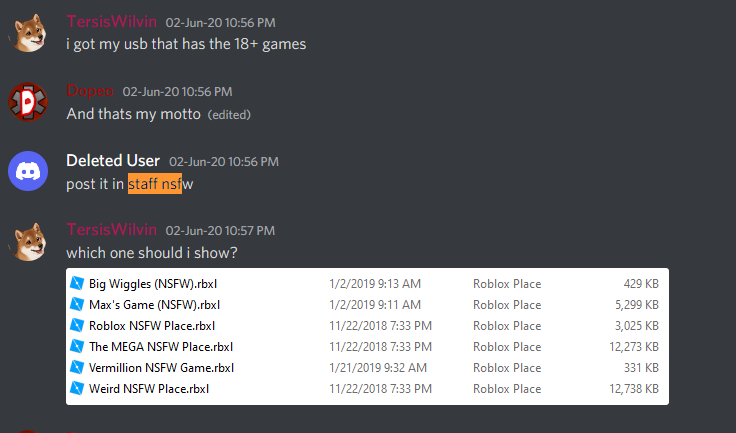 TersisWilvin 02-Jun-20 10:56 PM
i got my usb that has the 18+ games
D
Dopeo 02-Jun-20 10:56 PM
And thats my motto (edited)
Deleted User 02-Jun-20 10:56 PM
post it in staff nsfw
TersisWilvin 02-Jun-20 10:57 PM
which one should i show?
Big Wiggles (NSFW).rbxl 1/2/2019 9:13 AM Roblox Place 429 KB
Max's Game (NSFW).rbxl 1/2/2019 9:11 AM Roblox Place 5,299 KB
Roblox NSFW Place.rbxl 11/22/2018 7:33 PM Roblox Place 3,025 KB
The MEGA NSFW Place.rbxl 11/22/2018 7:33 PM Roblox Place 12,273 KB
Vermillion NSFW Game.rbxl 1/21/2019 9:32 AM Roblox Place 331 KB
Weird NSFW Place.rbxl 11/22/2018 7:33 PM Roblox Place 12,738 KB